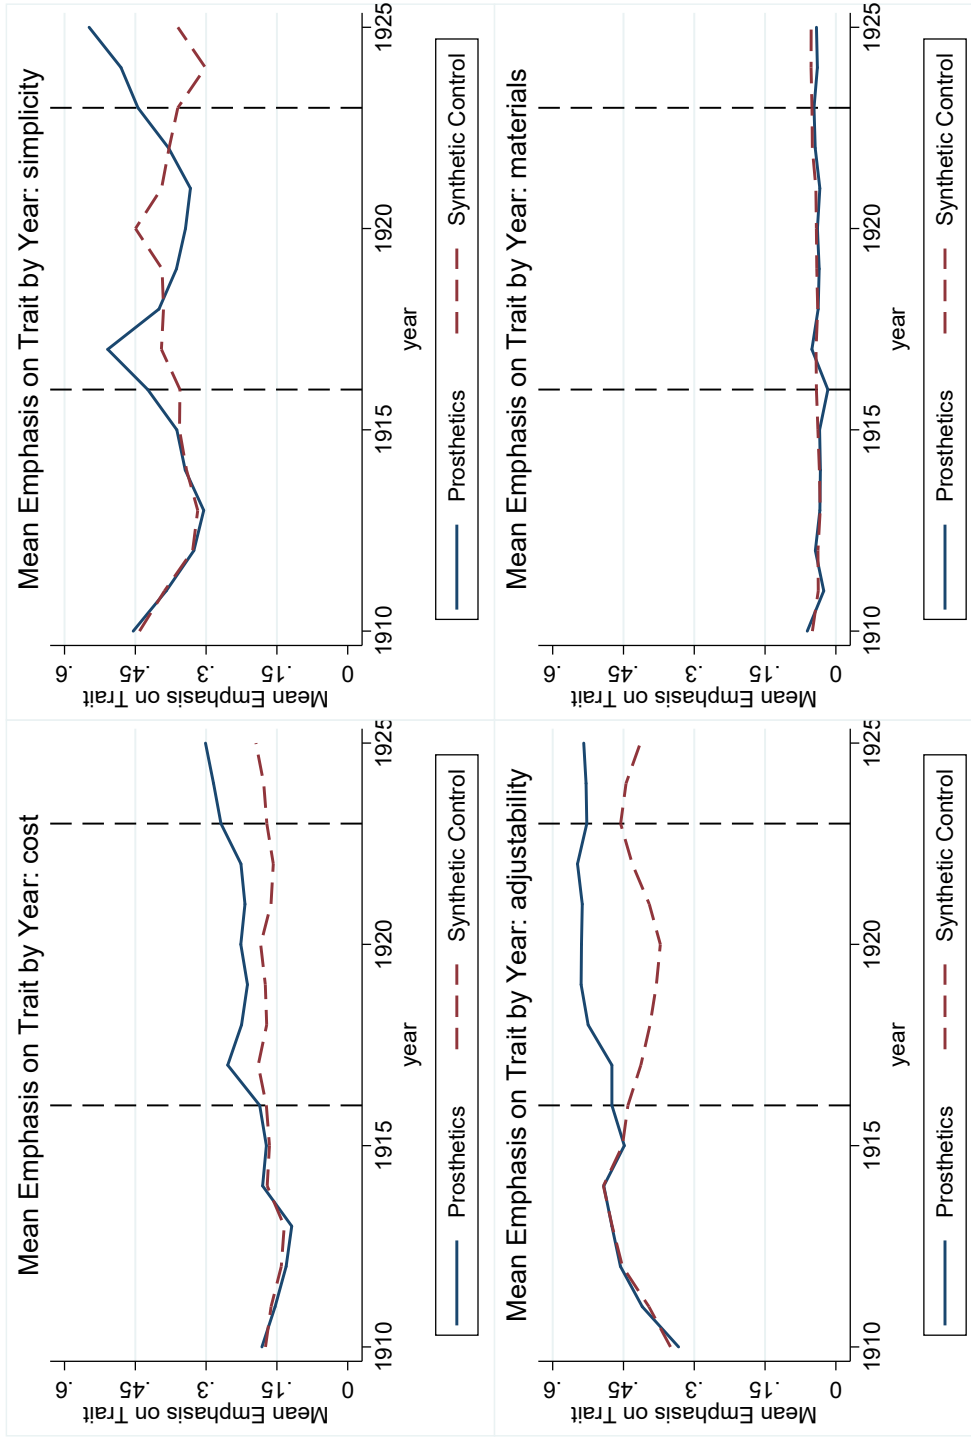 Mean Emphasis on Trait by Year: cost
Mean Emphasis on Trait
0 .15 .3 .45 .6
1910 1915 1920 1925
year
Prosthetics Synthetic Control
Mean Emphasis on Trait by Year: simplicity
Mean Emphasis on Trait
0 .15 .3 .45 .6
1910 1915 1920 1925
year
Prosthetics Synthetic Control
Mean Emphasis on Trait by Year: adjustability
Mean Emphasis on Trait
0 .15 .3 .45 .6
1910 1915 1920 1925
year
Prosthetics Synthetic Control
Mean Emphasis on Trait by Year: materials
Mean Emphasis on Trait
0 .15 .3 .45 .6
1910 1915 1920 1925
year
Prosthetics Synthetic Control